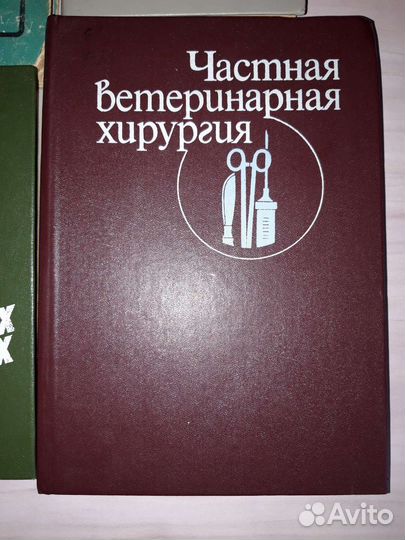 Частная
ветеринарная
хирургия
Х
Х
Avito